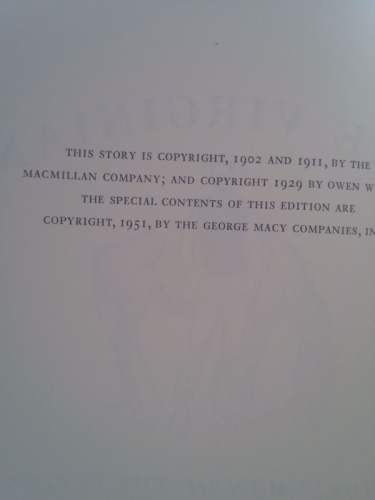 THIS STORY IS COPYRIGHT, 1902 AND 1911, BY THE
MACMILLAN COMPANY; AND COPYRIGHT 1929 BY OWEN W
THE SPECIAL CONTENTS OF THIS EDITION ARE
COPYRIGHT, 1951, BY THE GEORGE MACY COMPANIES, IN